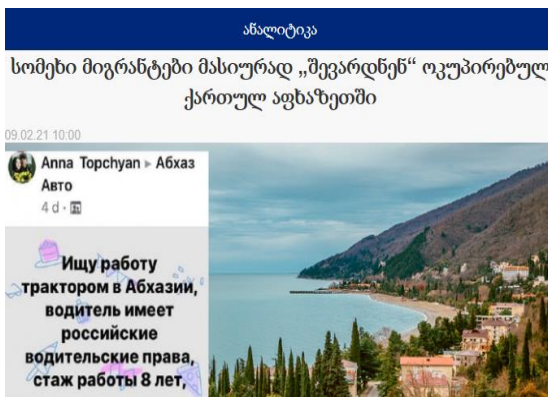 ანალიტიკა
სომეხი მიგრანტები მასიურად „შევარდნენ“ ოკუპირებულ
ქართულ აფხაზეთში
09.02.21 10:00
Anna Topchyan ▸ Абхаз
Авто
4 d ·
Ищу работу
трактором в Абхазии,
водитель имеет
российские
водительские права,
стаж работы 8 лет,